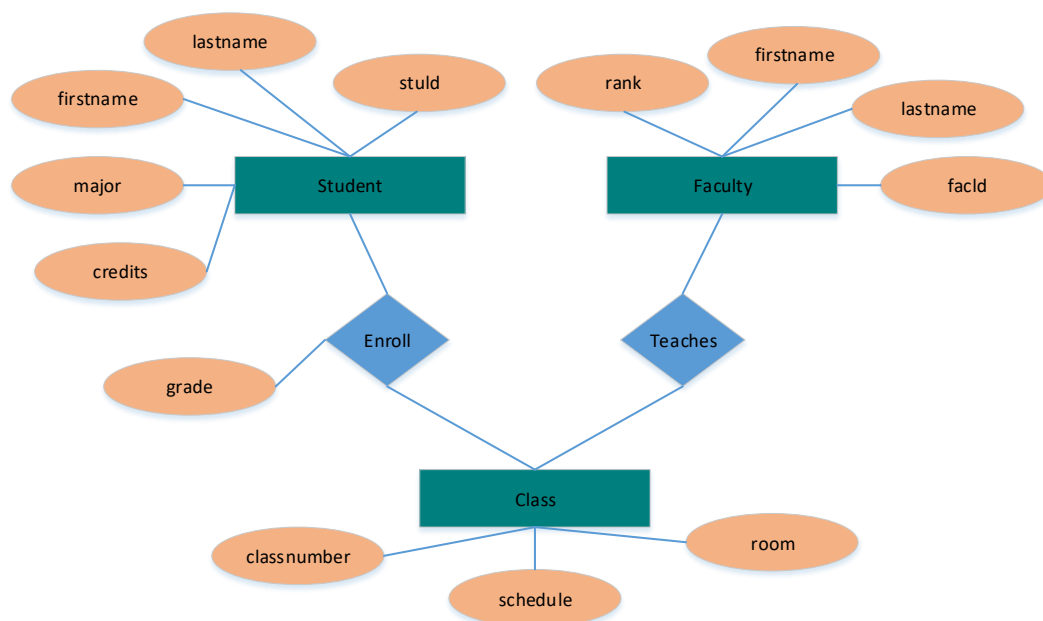 lastname
firstname
stuId
rank
firstname
lastname
major
Student
Faculty
facId
credits
Enroll
Teaches
grade
Class
classnumber
room
schedule